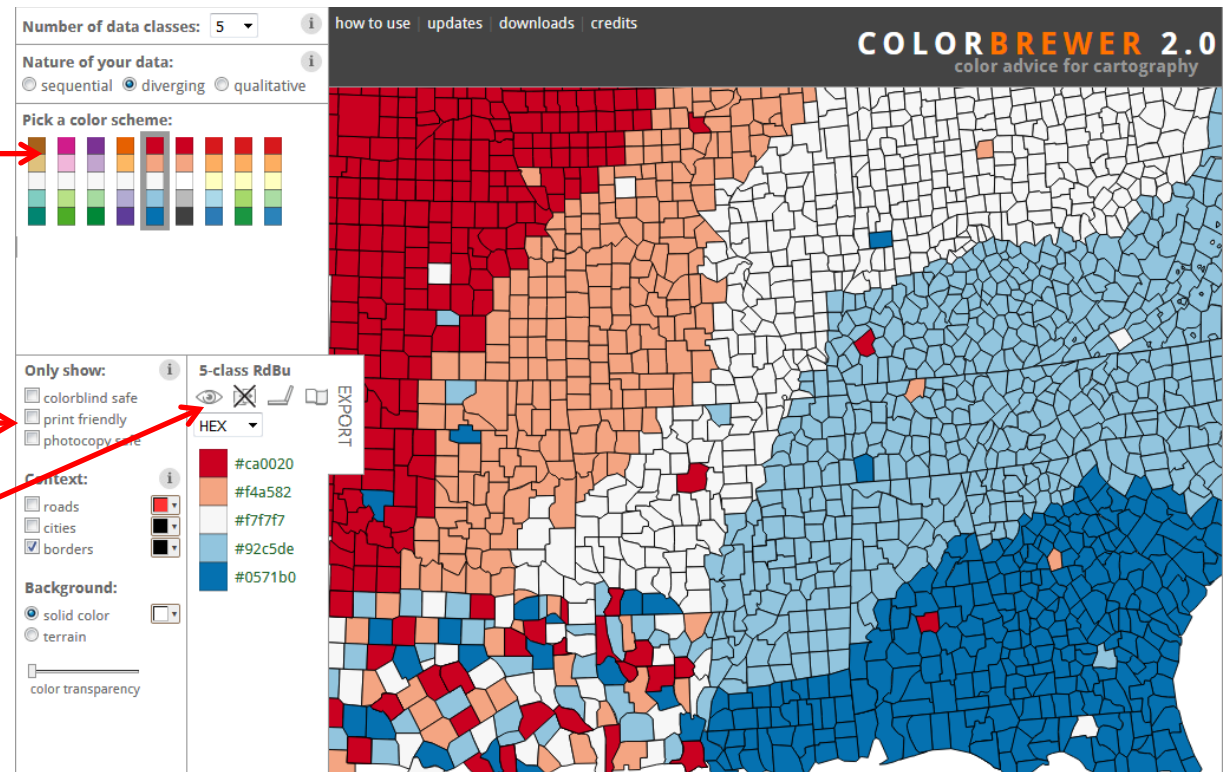 Number of data classes: 5
i
how to use | updates | downloads | credits
COLORBREWER 2.0
color advice for cartography
Nature of your data:
i
sequential diverging qualitative
Pick a color scheme:
Only show:
i
colorblind safe
print friendly
photocopy safe
Context:
i
roads
cities
borders
Background:
solid color
terrain
color transparency
5-class RdBu
EXPORT
HEX
#ca0020
#f4a582
#f7f7f7
#92c5de
#0571b0